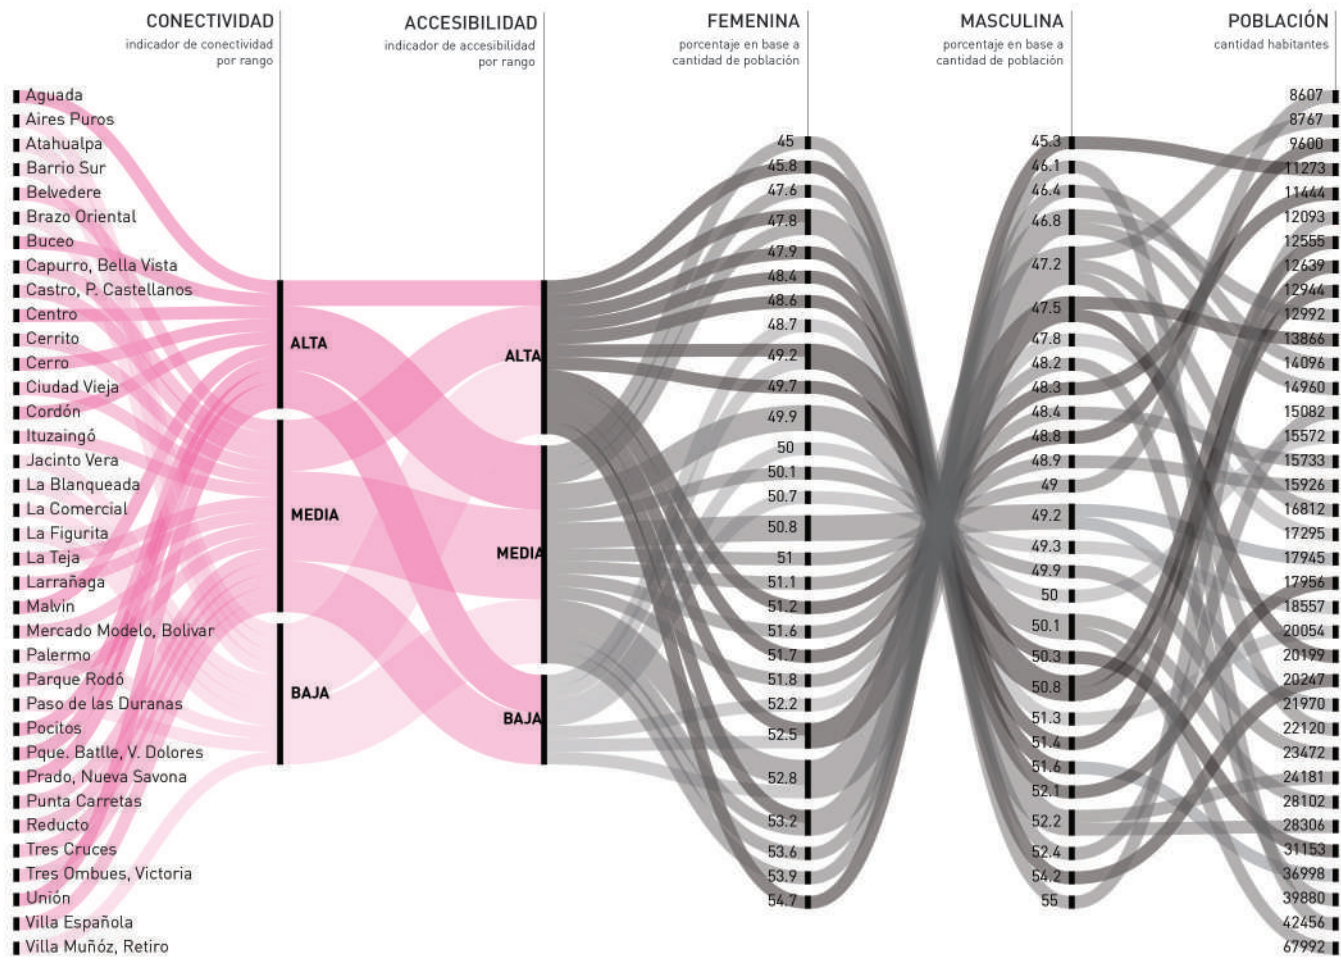 CONECTIVIDAD
indicador de conectividad
por rango
ACCESIBILIDAD
indicador de accesibilidad
por rango
FEMENINA
porcentaje en base a
cantidad de población
MASCULINA
porcentaje en base a
cantidad de población
POBLACIÓN
cantidad habitantes
Aguada
Aires Puros
Atahualpa
Barrio Sur
Belvedere
Brazo Oriental
Buceo
Capurro, Bella Vista
Castro, P. Castellanos
Centro
Cerrito
Cerro
Ciudad Vieja
Cordón
Ituzaingó
Jacinto Vera
La Blanqueada
La Comercial
La Figurita
La Teja
Larrañaga
Malvin
Mercado Modelo, Bolivar
Palermo
Parque Rodó
Paso de las Duranas
Pocitos
Pque. Batlle, V. Dolores
Prado, Nueva Savona
Punta Carretas
Reducto
Tres Cruces
Tres Ombues, Victoria
Unión
Villa Española
Villa Muñóz, Retiro
ALTA
MEDIA
BAJA
ALTA
MEDIA
BAJA
45
45.8
47.6
47.8
47.9
48.4
48.6
48.7
49.2
49.7
49.9
50
50.1
50.7
50.8
51
51.1
51.2
51.6
51.7
51.8
52.2
52.5
52.8
53.2
53.6
53.9
54.7
45.3
46.1
46.4
46.8
47.2
47.5
47.8
48.2
48.3
48.4
48.8
48.9
49
49.2
49.3
49.9
50
50.1
50.3
50.8
51.3
51.4
51.6
52.1
52.2
52.4
54.2
55
8607
8767
9600
11273
11444
12093
12555
12639
12944
12992
13866
14096
14960
15082
15572
15733
15926
16812
17295
17945
17956
18557
20054
20199
20247
21970
22120
23472
24181
28102
28306
31153
36998
39880
42456
67992